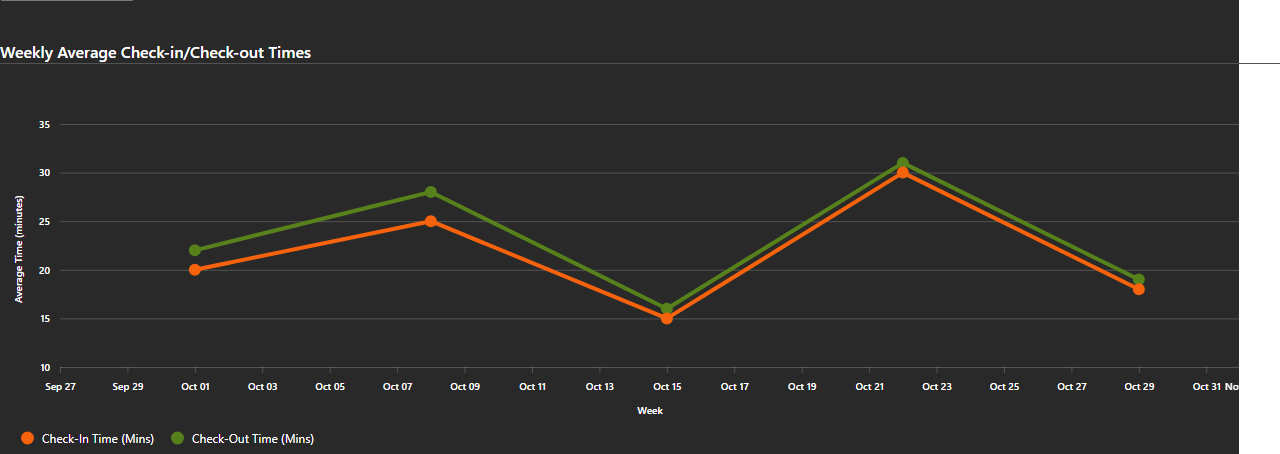 Weekly Average Check-in/Check-out Times
35
30
25
20
15
10
Average Time (minutes)
Sep 27 Sep 29 Oct 01 Oct 03 Oct 05 Oct 07 Oct 09 Oct 11 Oct 13 Oct 15 Oct 17 Oct 19 Oct 21 Oct 23 Oct 25 Oct 27 Oct 29 Oct 31 No
Week
Check-In Time (Mins) Check-Out Time (Mins)